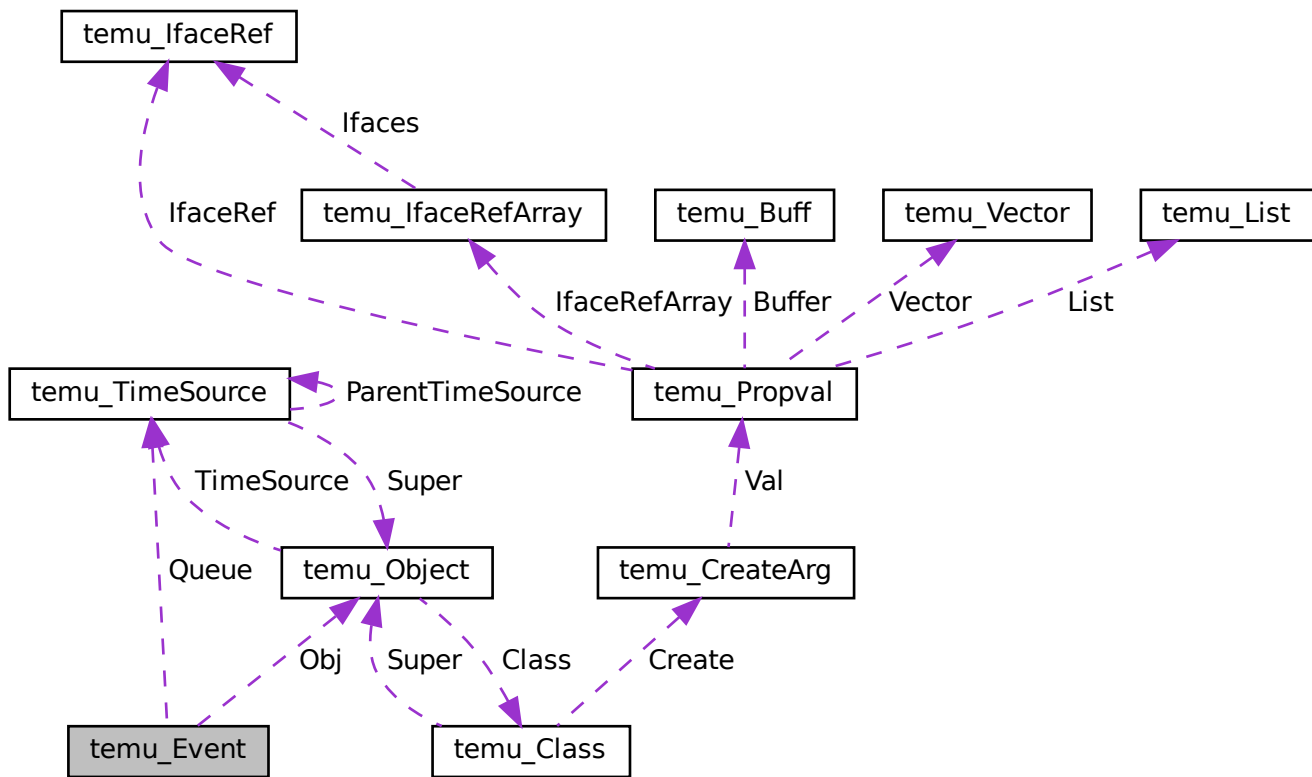 temu_IfaceRef
Ifaces
IfaceRef
temu_IfaceRefArray
temu_Buff
temu_Vector
temu_List
IfaceRefArray
Buffer
Vector
List
temu_TimeSource
ParentTimeSource
temu_Propval
TimeSource
Super
Val
Queue
temu_Object
temu_CreateArg
Obj
Super
Class
Create
temu_Event
temu_Class